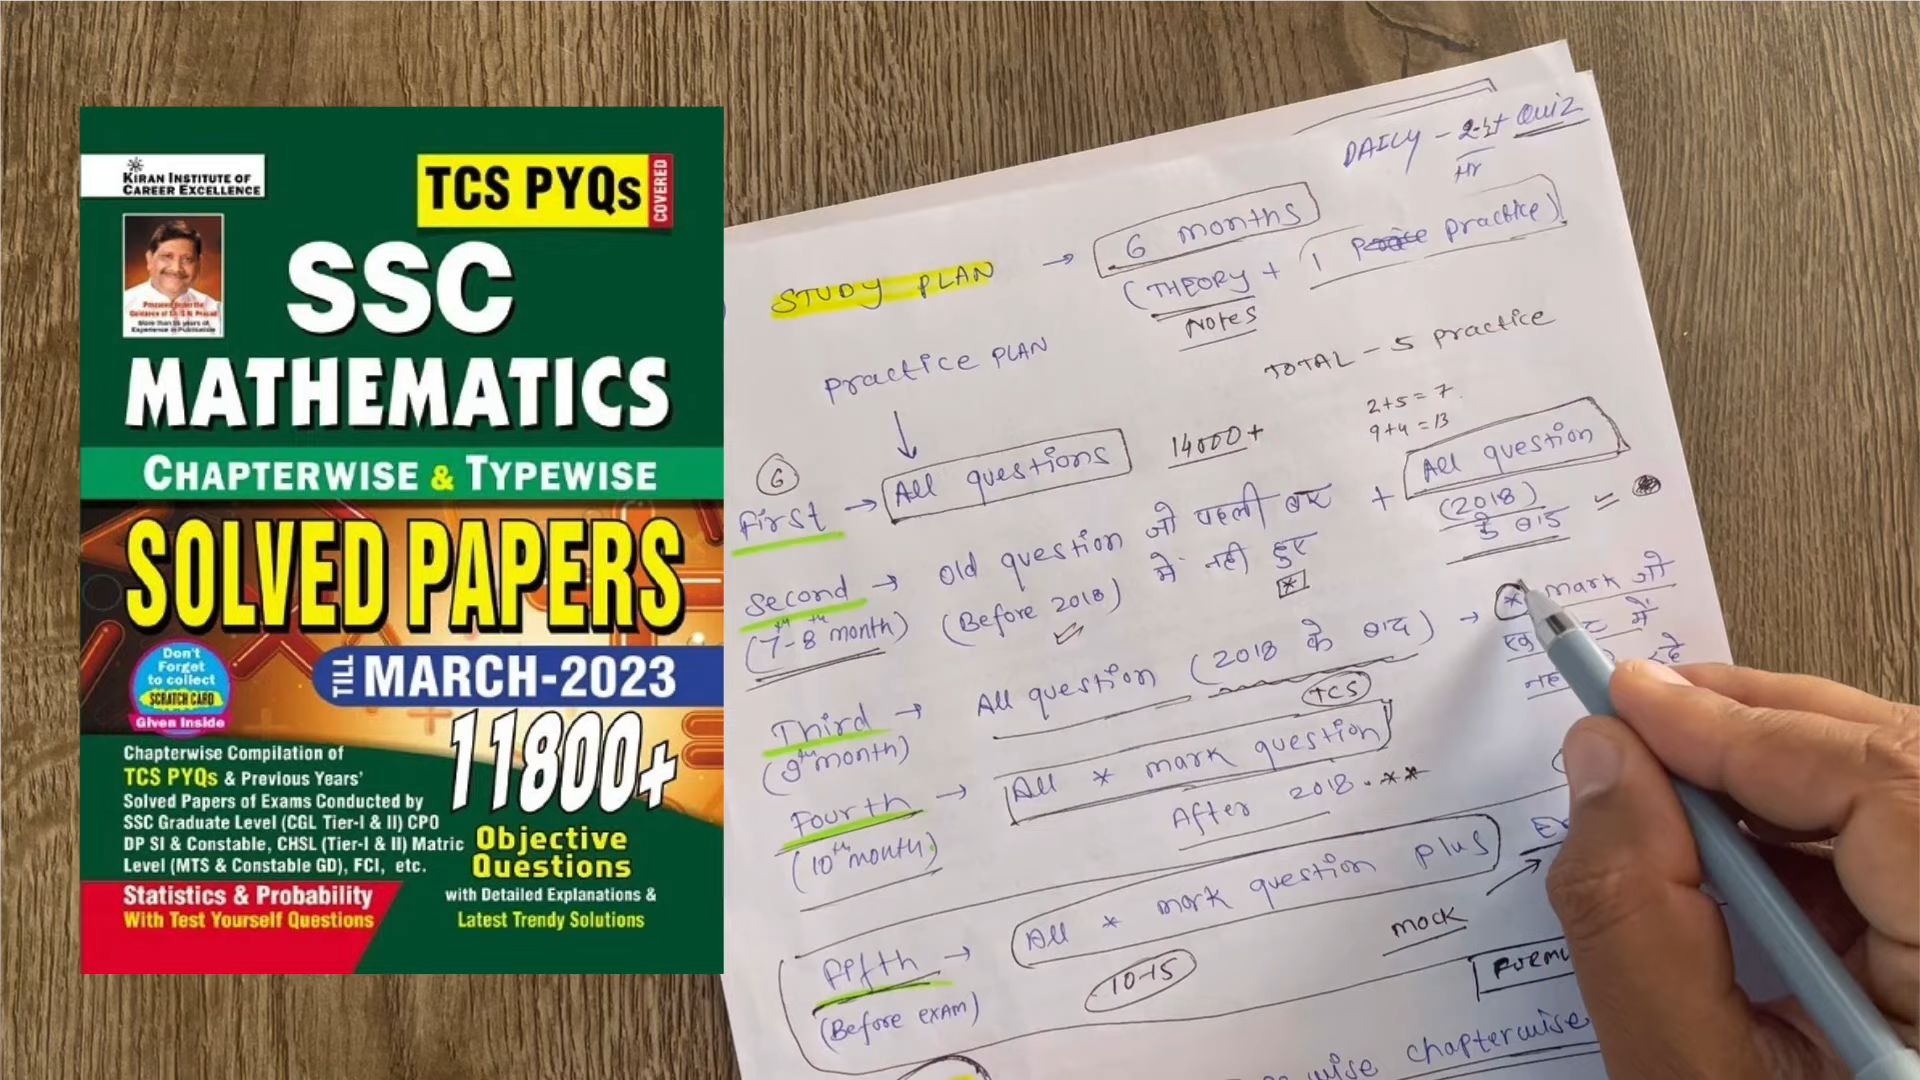 KIRAN INSTITUTE OF
CAREER EXCELLENCE
TCS PYQs
COVERED
SSC
MATHEMATICS
CHAPTERWISE & TYPEWISE
SOLVED PAPERS
Don't
Forget
to collect
SCRATCH CARD
Given Inside
TILL MARCH-2023
11800+
Objective
Questions
with Detailed Explanations &
Latest Trendy Solutions
Chapterwise Compilation of
TCS PYQs & Previous Years'
Solved Papers of Exams Conducted by
SSC Graduate Level (CGL Tier-I & II) CPO
DP SI & Constable, CHSL (Tier-I & II) Matric
Level (MTS & Constable GD), FCI, etc.
Statistics & Probability
With Test Yourself Questions
DAILY - Quiz
Hr
STUDY PLAN → 6 months
(THEORY + 1 practice)
Notes
Practice PLAN
TOTAL - 5 practice
2+5=7
9+4=13
6
First → All questions 14000+
Second → Old question जो पहली बार + All question
(7th-8th month) (Before 2018) में नही हुए * (2018)
के बाद
Third → All question (2018 के बाद) → * mark जो
(9th month) TCS में
Fourth → All * mark question
(10th month) After 2018 **
Fifth → All * mark question plus
(Before exam) 10-15 mock
chapterwise